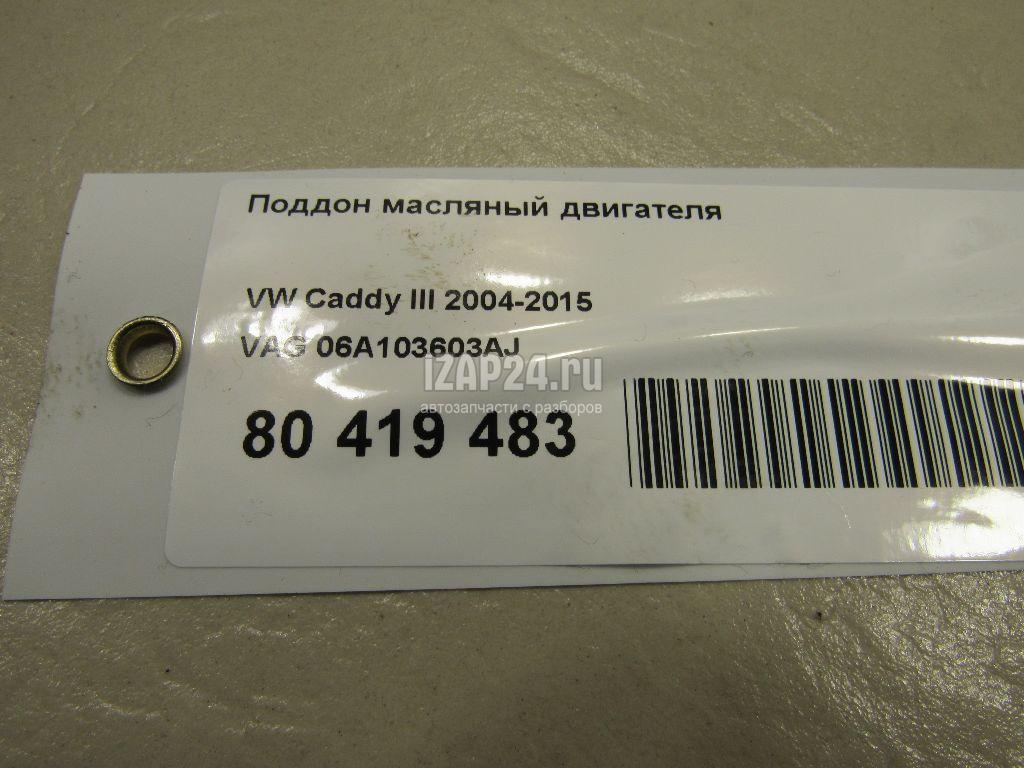 Поддон масляный двигателя
VW Caddy III 2004-2015
VAG 06A103603AJ
IZAP24.ru
автозапчасти с разборов
80 419 483